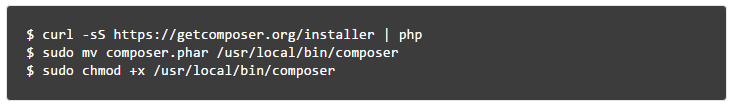 $ curl -sS https://getcomposer.org/installer | php
$ sudo mv composer.phar /usr/local/bin/composer
$ sudo chmod +x /usr/local/bin/composer